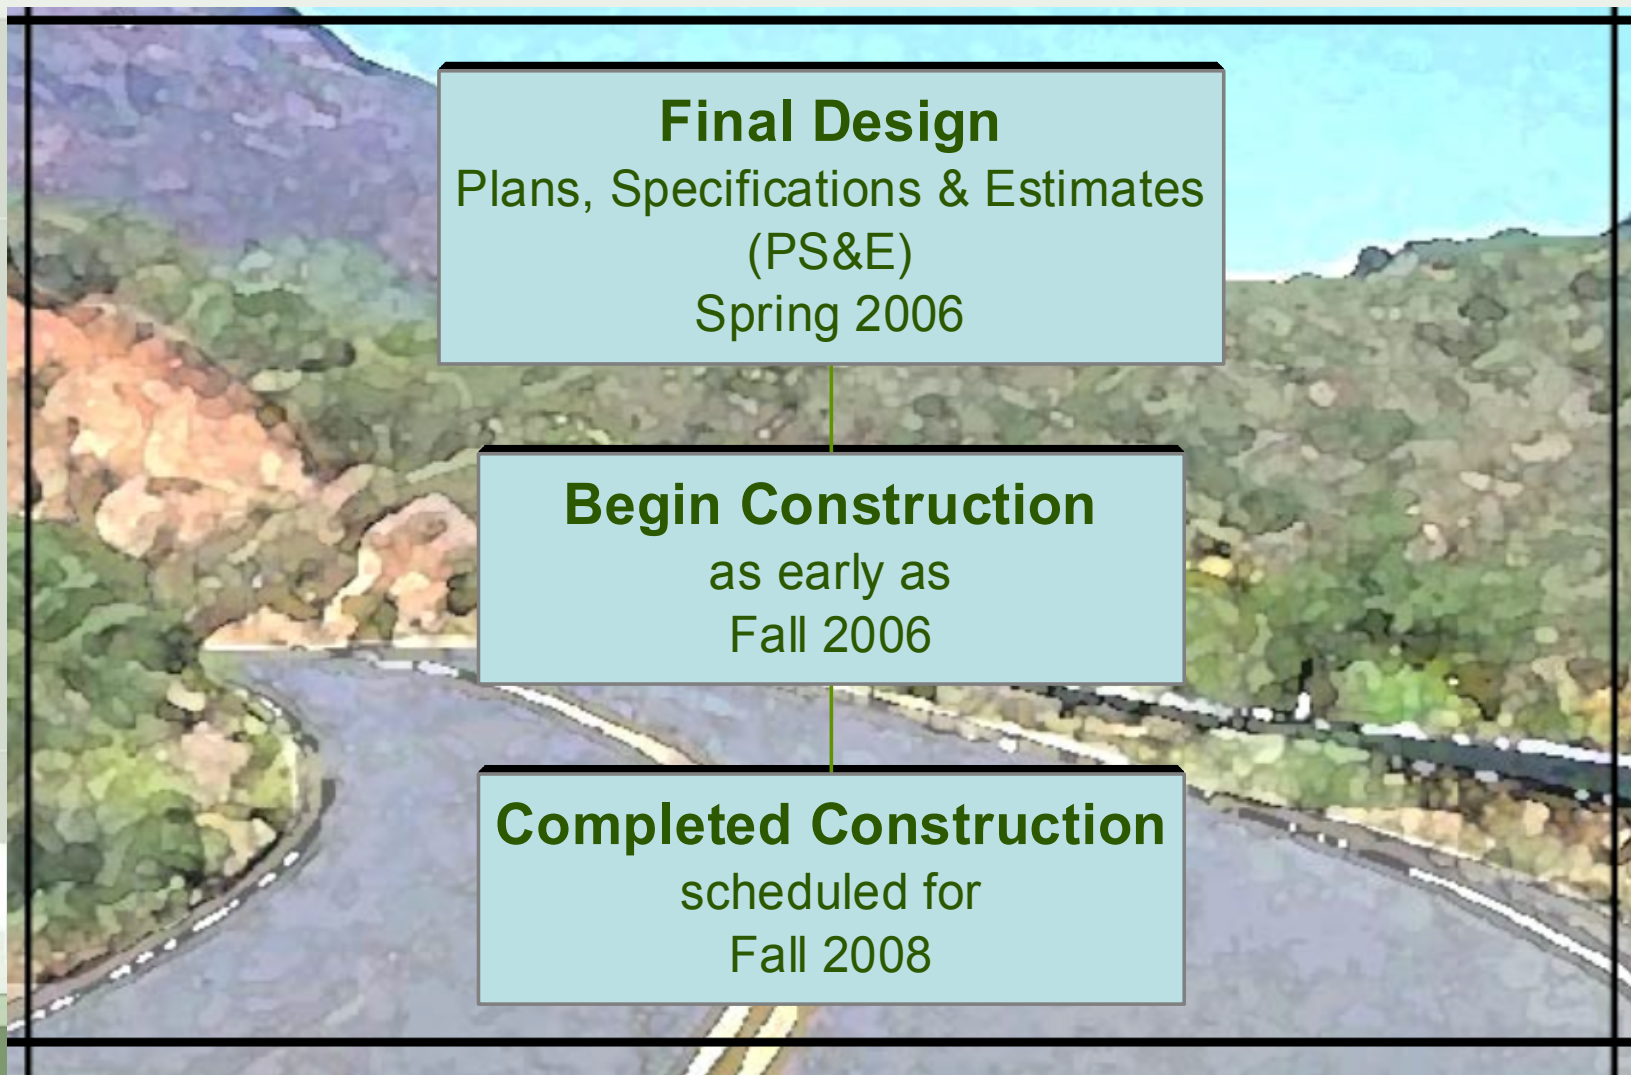 Final Design
Plans, Specifications & Estimates
(PS&E)
Spring 2006
Begin Construction
as early as
Fall 2006
Completed Construction
scheduled for
Fall 2008